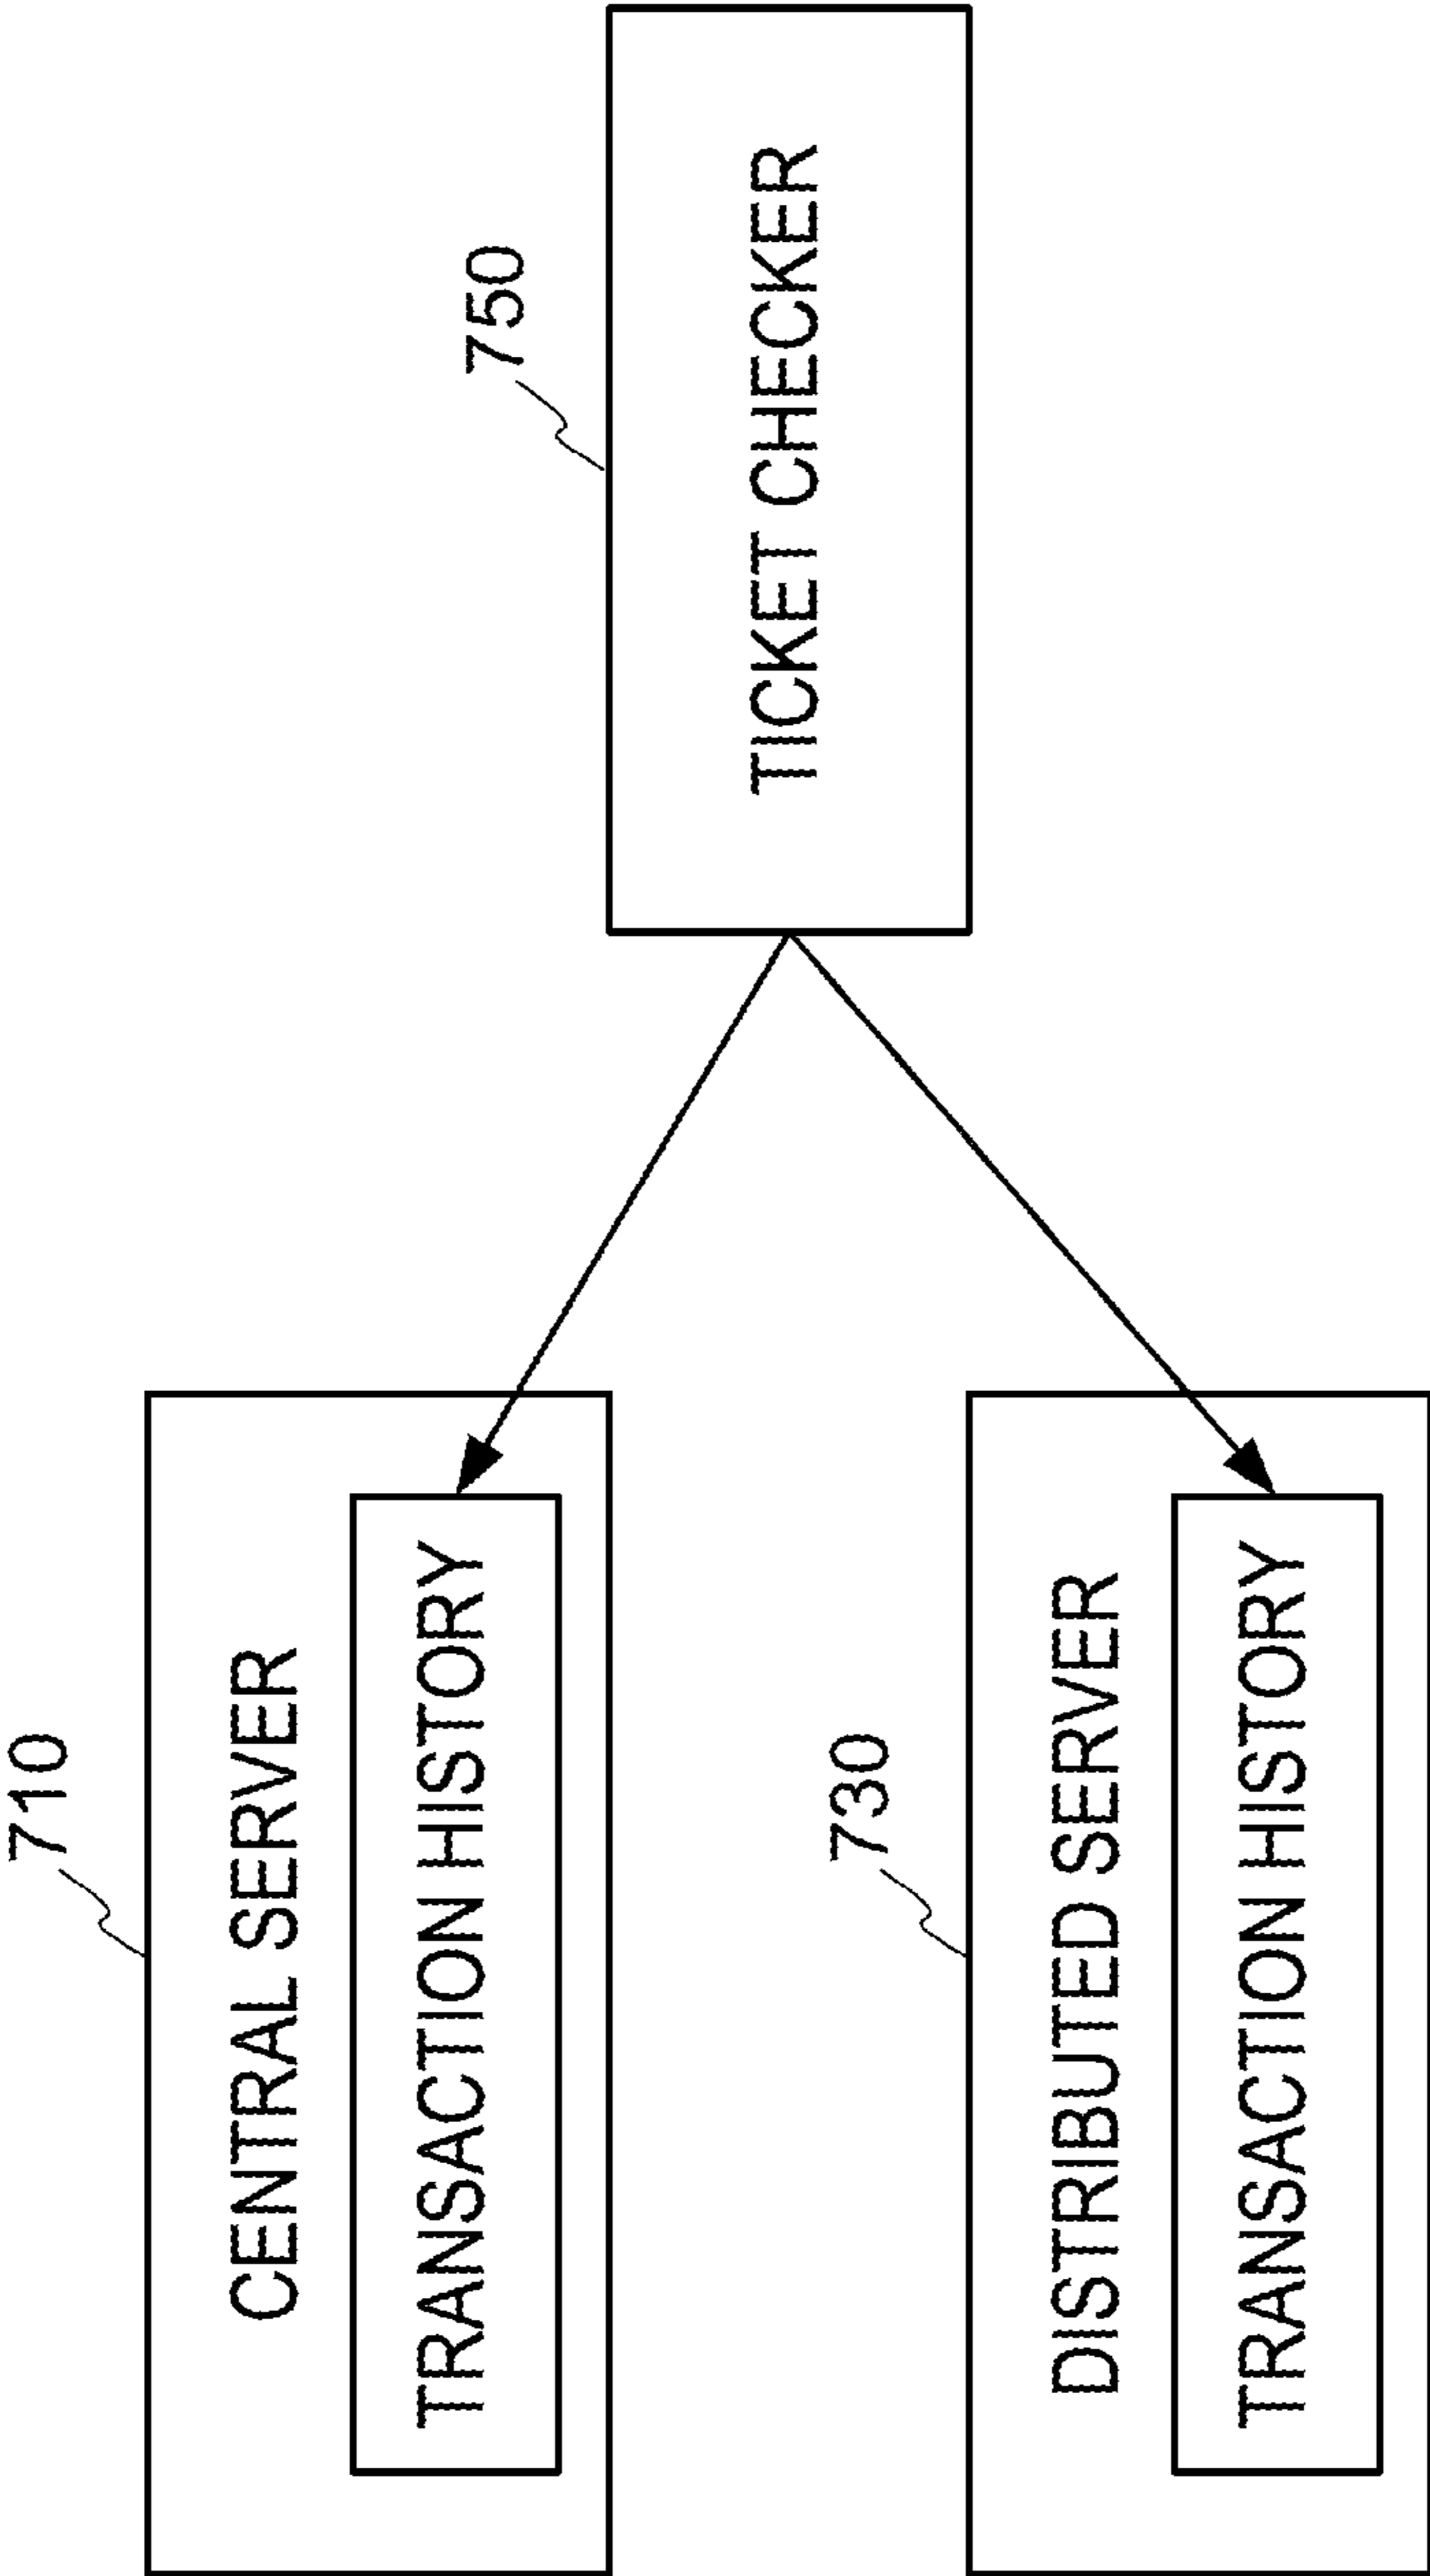 710
CENTRAL SERVER
TRANSACTION HISTORY
750
TICKET CHECKER
730
DISTRIBUTED SERVER
TRANSACTION HISTORY